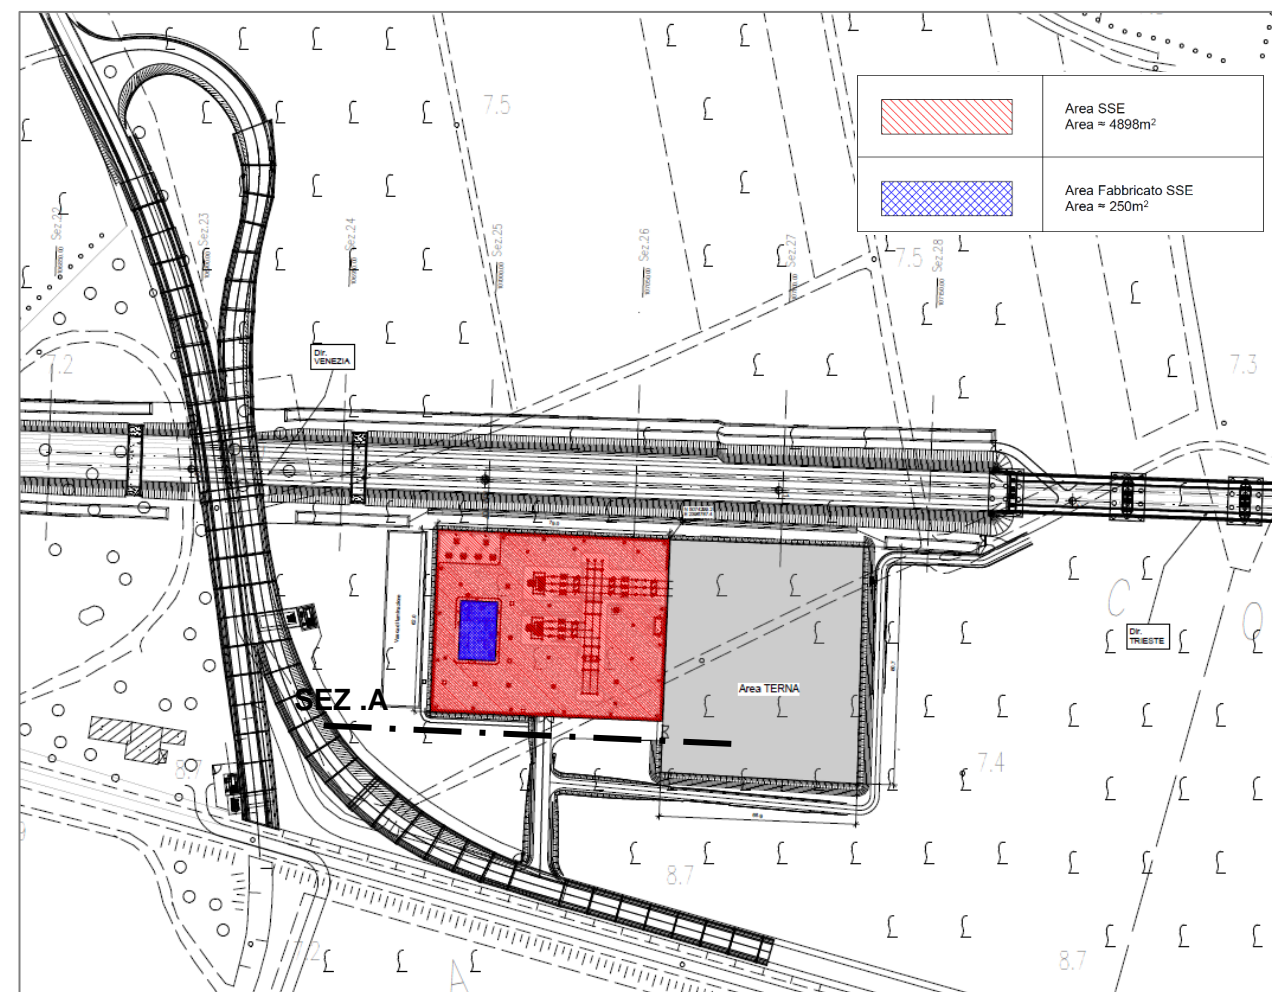 7.5
Area SSE
Area ≈ 4898m²
Area Fabbricato SSE
Area ≈ 250m²
Sez.22
Sez.23
Sez.24
Sez.25
Sez.26
Sez.27
7.5
Sez.28
7.2
Dir.
VENEZIA
7.3
C
Q
Dir.
TRIESTE
Area TERNA
SEZ .A
8.7
7.4
8.7
7.2
A
8.7